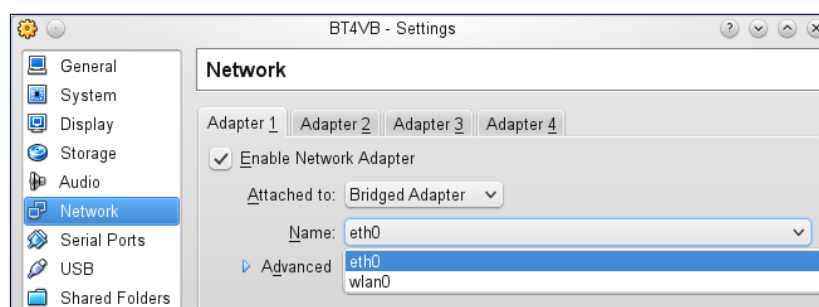 BT4VB - Settings
General
System
Display
Storage
Audio
Network
Serial Ports
USB
Shared Folders
Network
Adapter 1 Adapter 2 Adapter 3 Adapter 4
Enable Network Adapter
Attached to: Bridged Adapter
Name: eth0
Advanced
eth0
wlan0